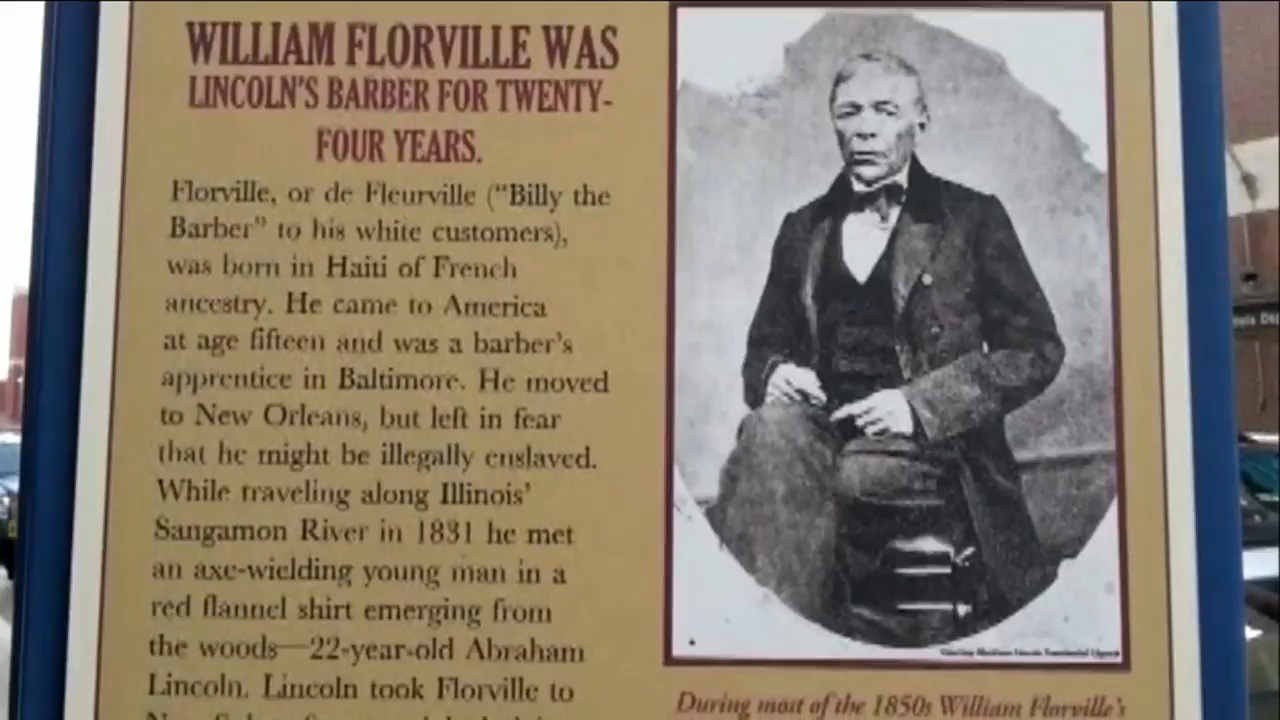 WILLIAM FLORVILLE WAS
LINCOLN'S BARBER FOR TWENTY-
FOUR YEARS.
Florville, or de Fleurville ("Billy the
Barber" to his white customers),
was born in Haiti of French
ancestry. He came to America
at age fifteen and was a barber's
apprentice in Baltimore. He moved
to New Orleans, but left in fear
that he might be illegally enslaved.
While traveling along Illinois'
Sangamon River in 1831 he met
an axe-wielding young man in a
red flannel shirt emerging from
the woods—22-year-old Abraham
Lincoln. Lincoln took Florville to
During most of the 1850s William Florville's